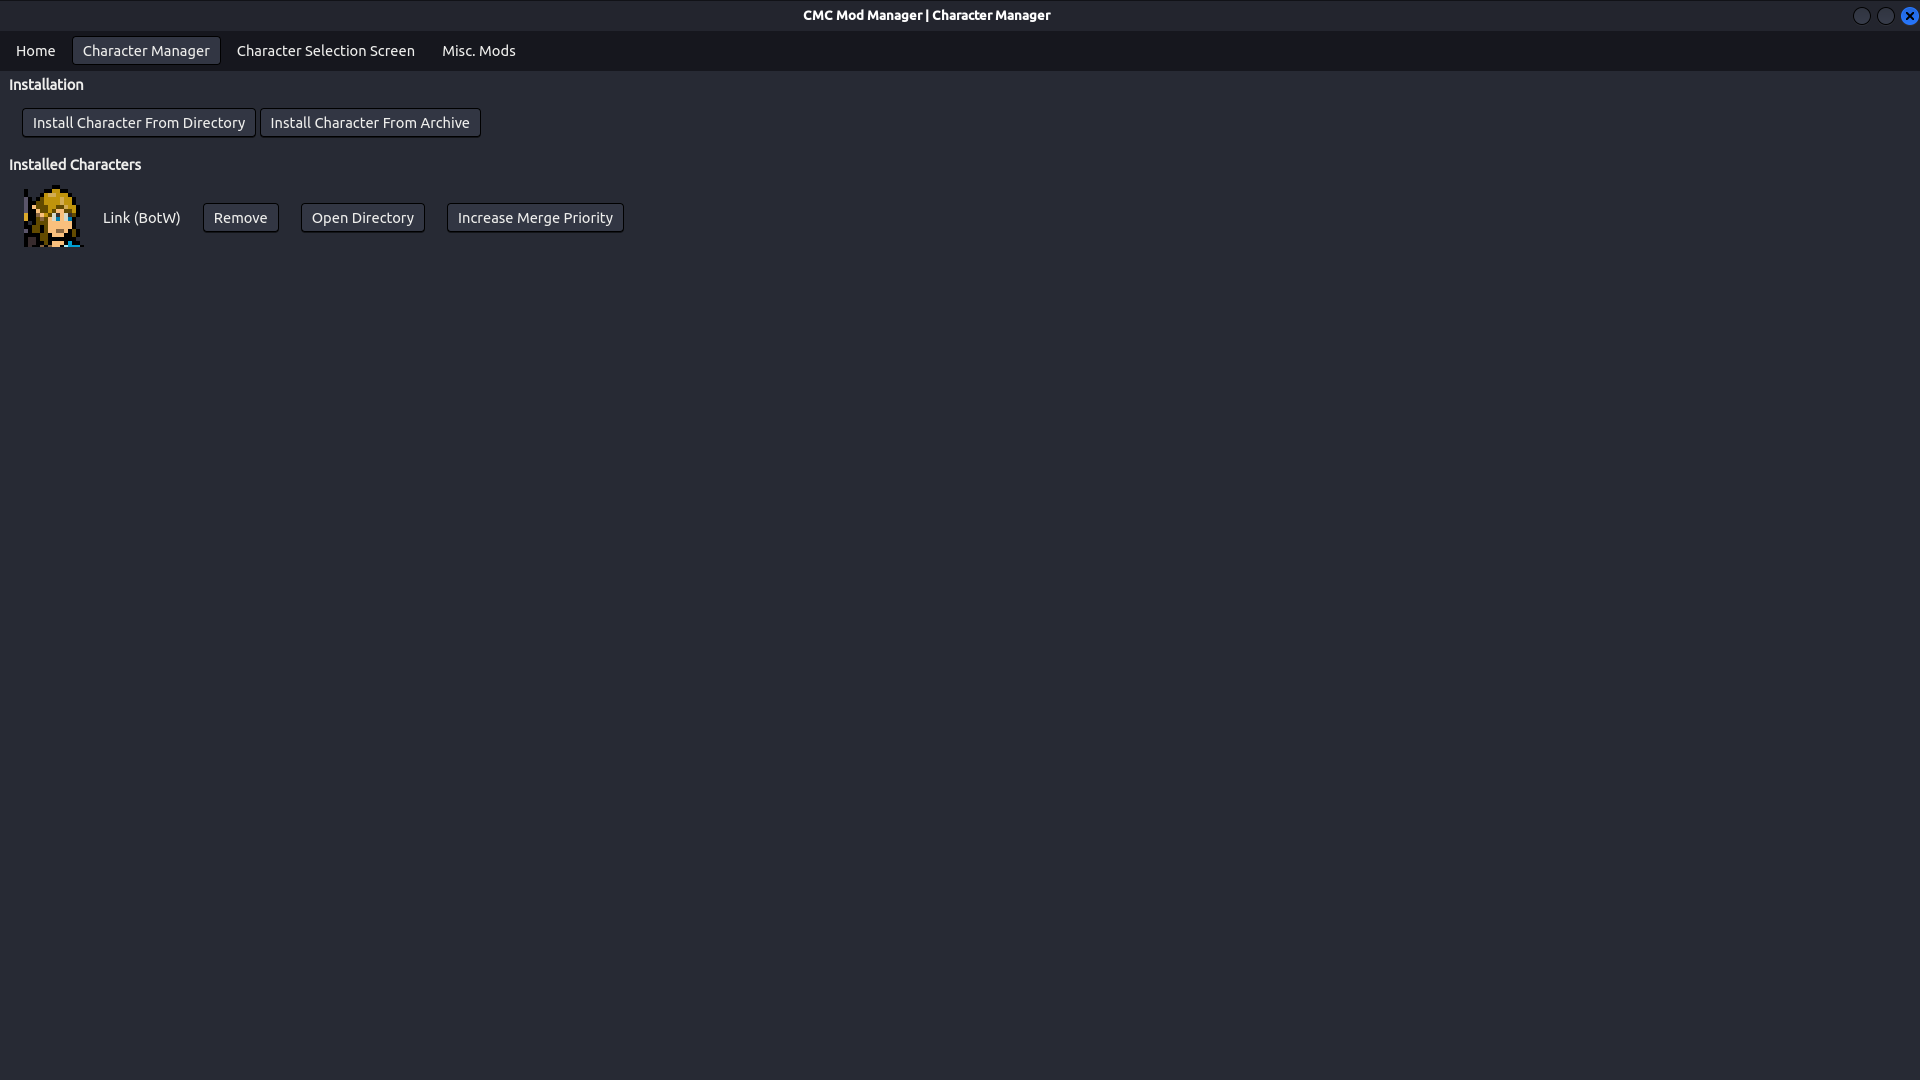 CMC Mod Manager | Character Manager
Home Character Manager Character Selection Screen Misc. Mods
Installation
Install Character From Directory Install Character From Archive
Installed Characters
Link (BotW) Remove Open Directory Increase Merge Priority